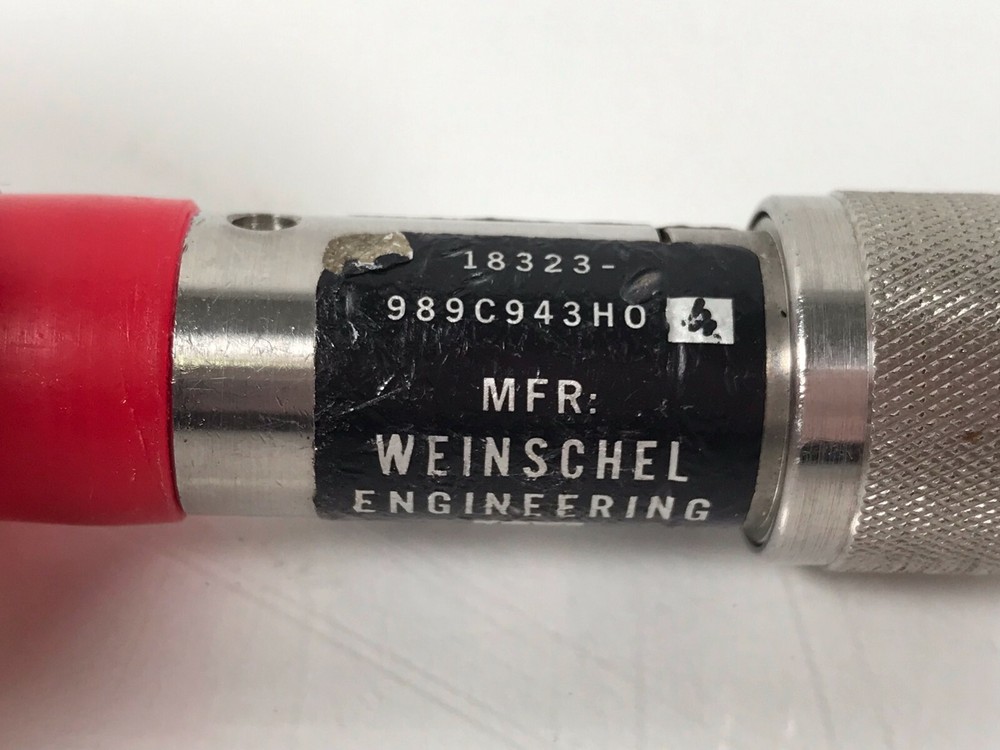 18323-
989C943HO
MFR:
WEINSCHEL
ENGINEERING